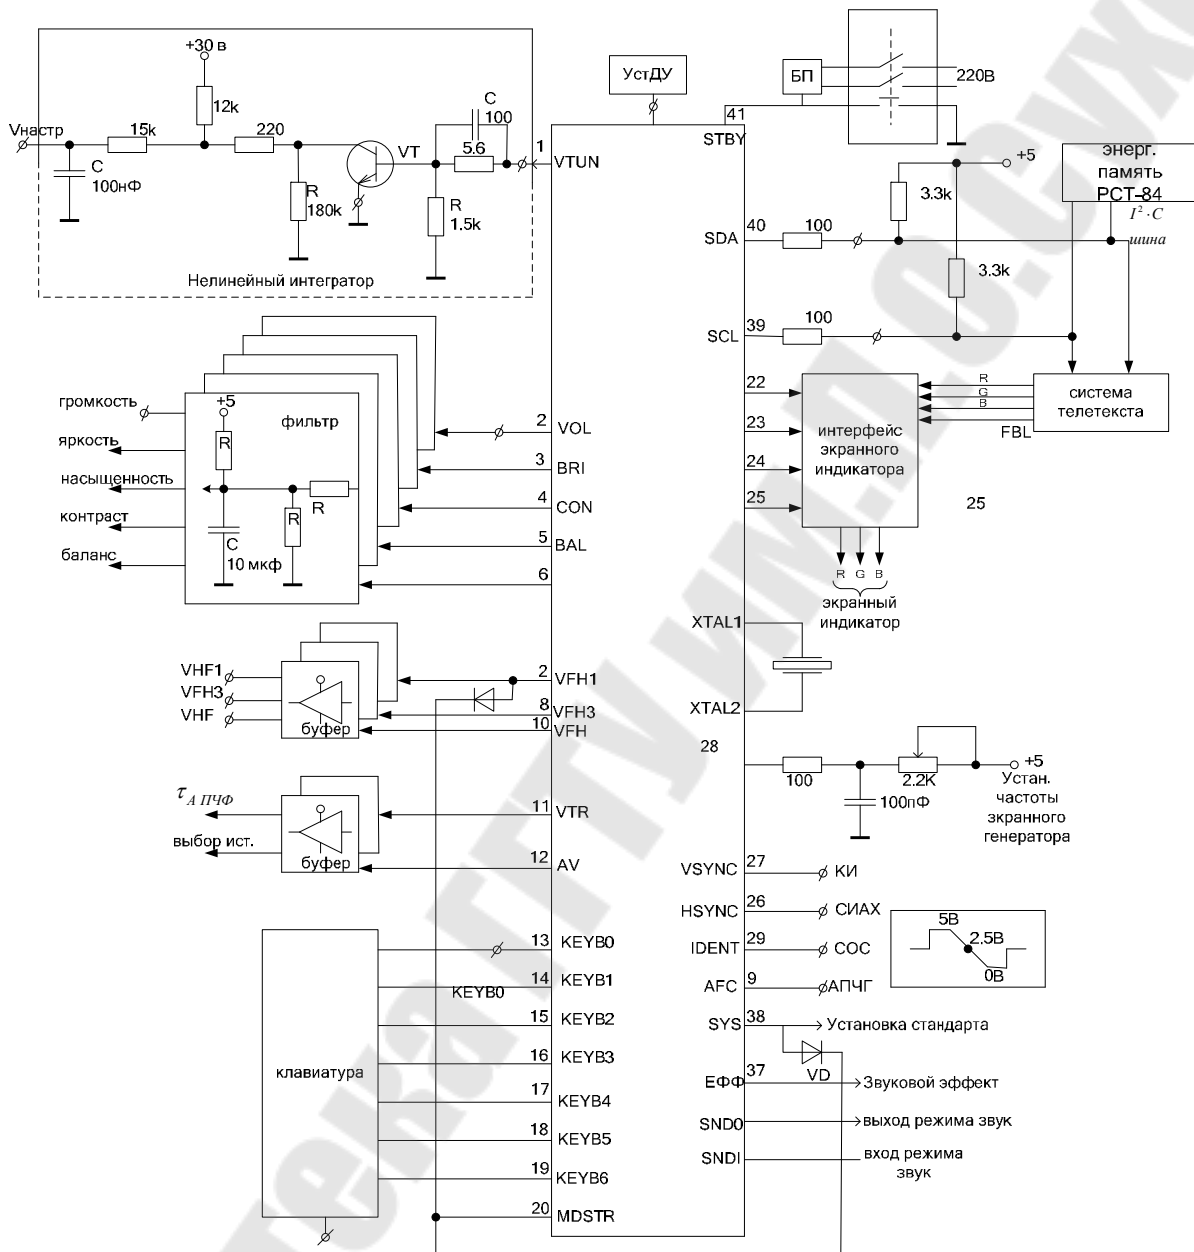 +30 в
12k
Vнастр
15k
220
C
100нФ
R
180k
VT
C
100
5.6
R
1.5k
1
VTUN
Нелинейный интегратор
УстДУ
БП
220В
41
STBY
+5
энерг.
память
РСТ-84
I²·C
шина
3.3k
40
100
SDA
3.3k
39
100
SCL
22
23
24
25
интерфейс
экранного
индикатора
R
G
B
FBL
система
телетекста
25
R G B
экранный
индикатор
громкость
яркость
насыщенность
контраст
баланс
+5
фильтр
R
R
R
C
10 мкф
2
VOL
3
BRI
4
CON
5
BAL
6
XTAL1
XTAL2
VHF1
VFH3
VHF
буфер
2
VFH1
8
VFH3
10
VFH
28
100
2.2K
100пФ
+5
Устан.
частоты
зкранного
генератора
τА ПЧФ
выбор ист.
буфер
11
VTR
12
AV
VSYNC
27
КИ
HSYNC
26
СИАХ
IDENT
29
СОС
AFC
9
АПЧГ
5В
2.5В
0В
SYS
38
Установка стандарта
VD
ЕФФ
37
Звуковой эффект
SND0
выход режима звук
SNDI
вход режима
звук
клавиатура
13
KEYB0
14
KEYB1
KEYB0
15
KEYB2
16
KEYB3
17
KEYB4
18
KEYB5
19
KEYB6
20
MDSTR
тека ГГТУ им.П.О.Сухо